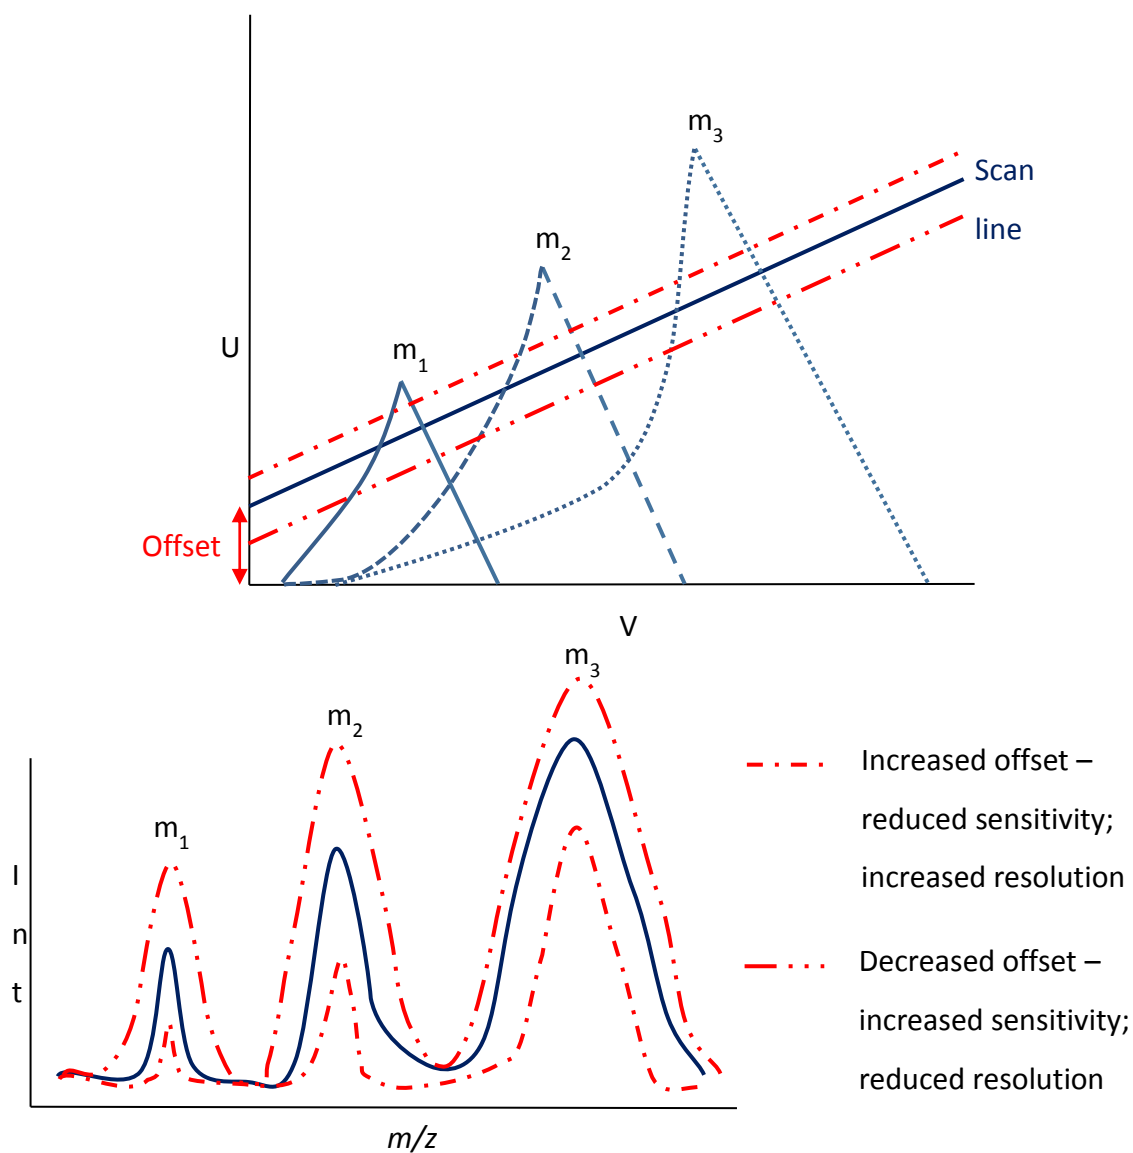 m3
Scan
line
m2
U
m1
Offset
V
m3
m2
m1
Int
m/z
Increased offset –
reduced sensitivity;
increased resolution
Decreased offset –
increased sensitivity;
reduced resolution